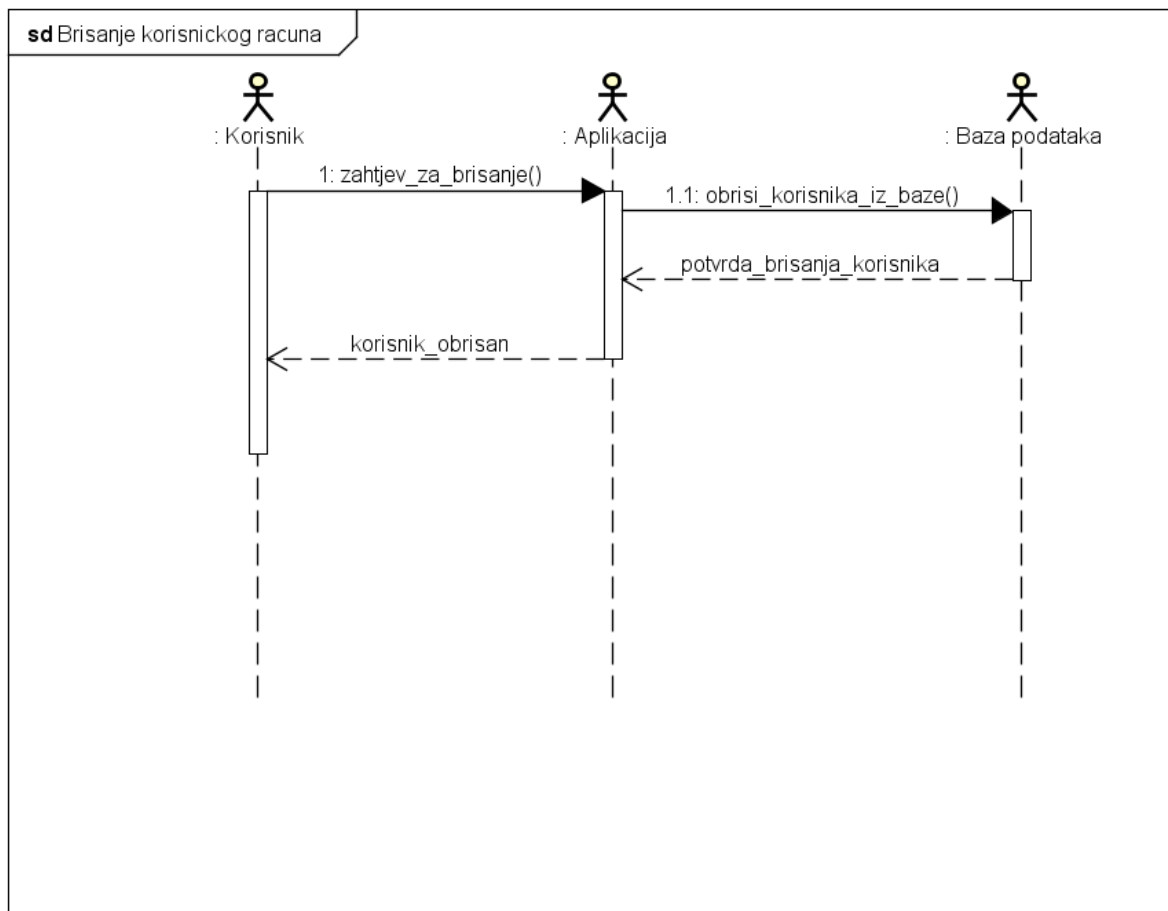 sd Brisanje korisnickog racuna
: Korisnik
: Aplikacija
: Baza podataka
1: zahtjev_za_brisanje()
1.1: obrisi_korisnika_iz_baze()
potvrda_brisanja_korisnika
korisnik_obrisan